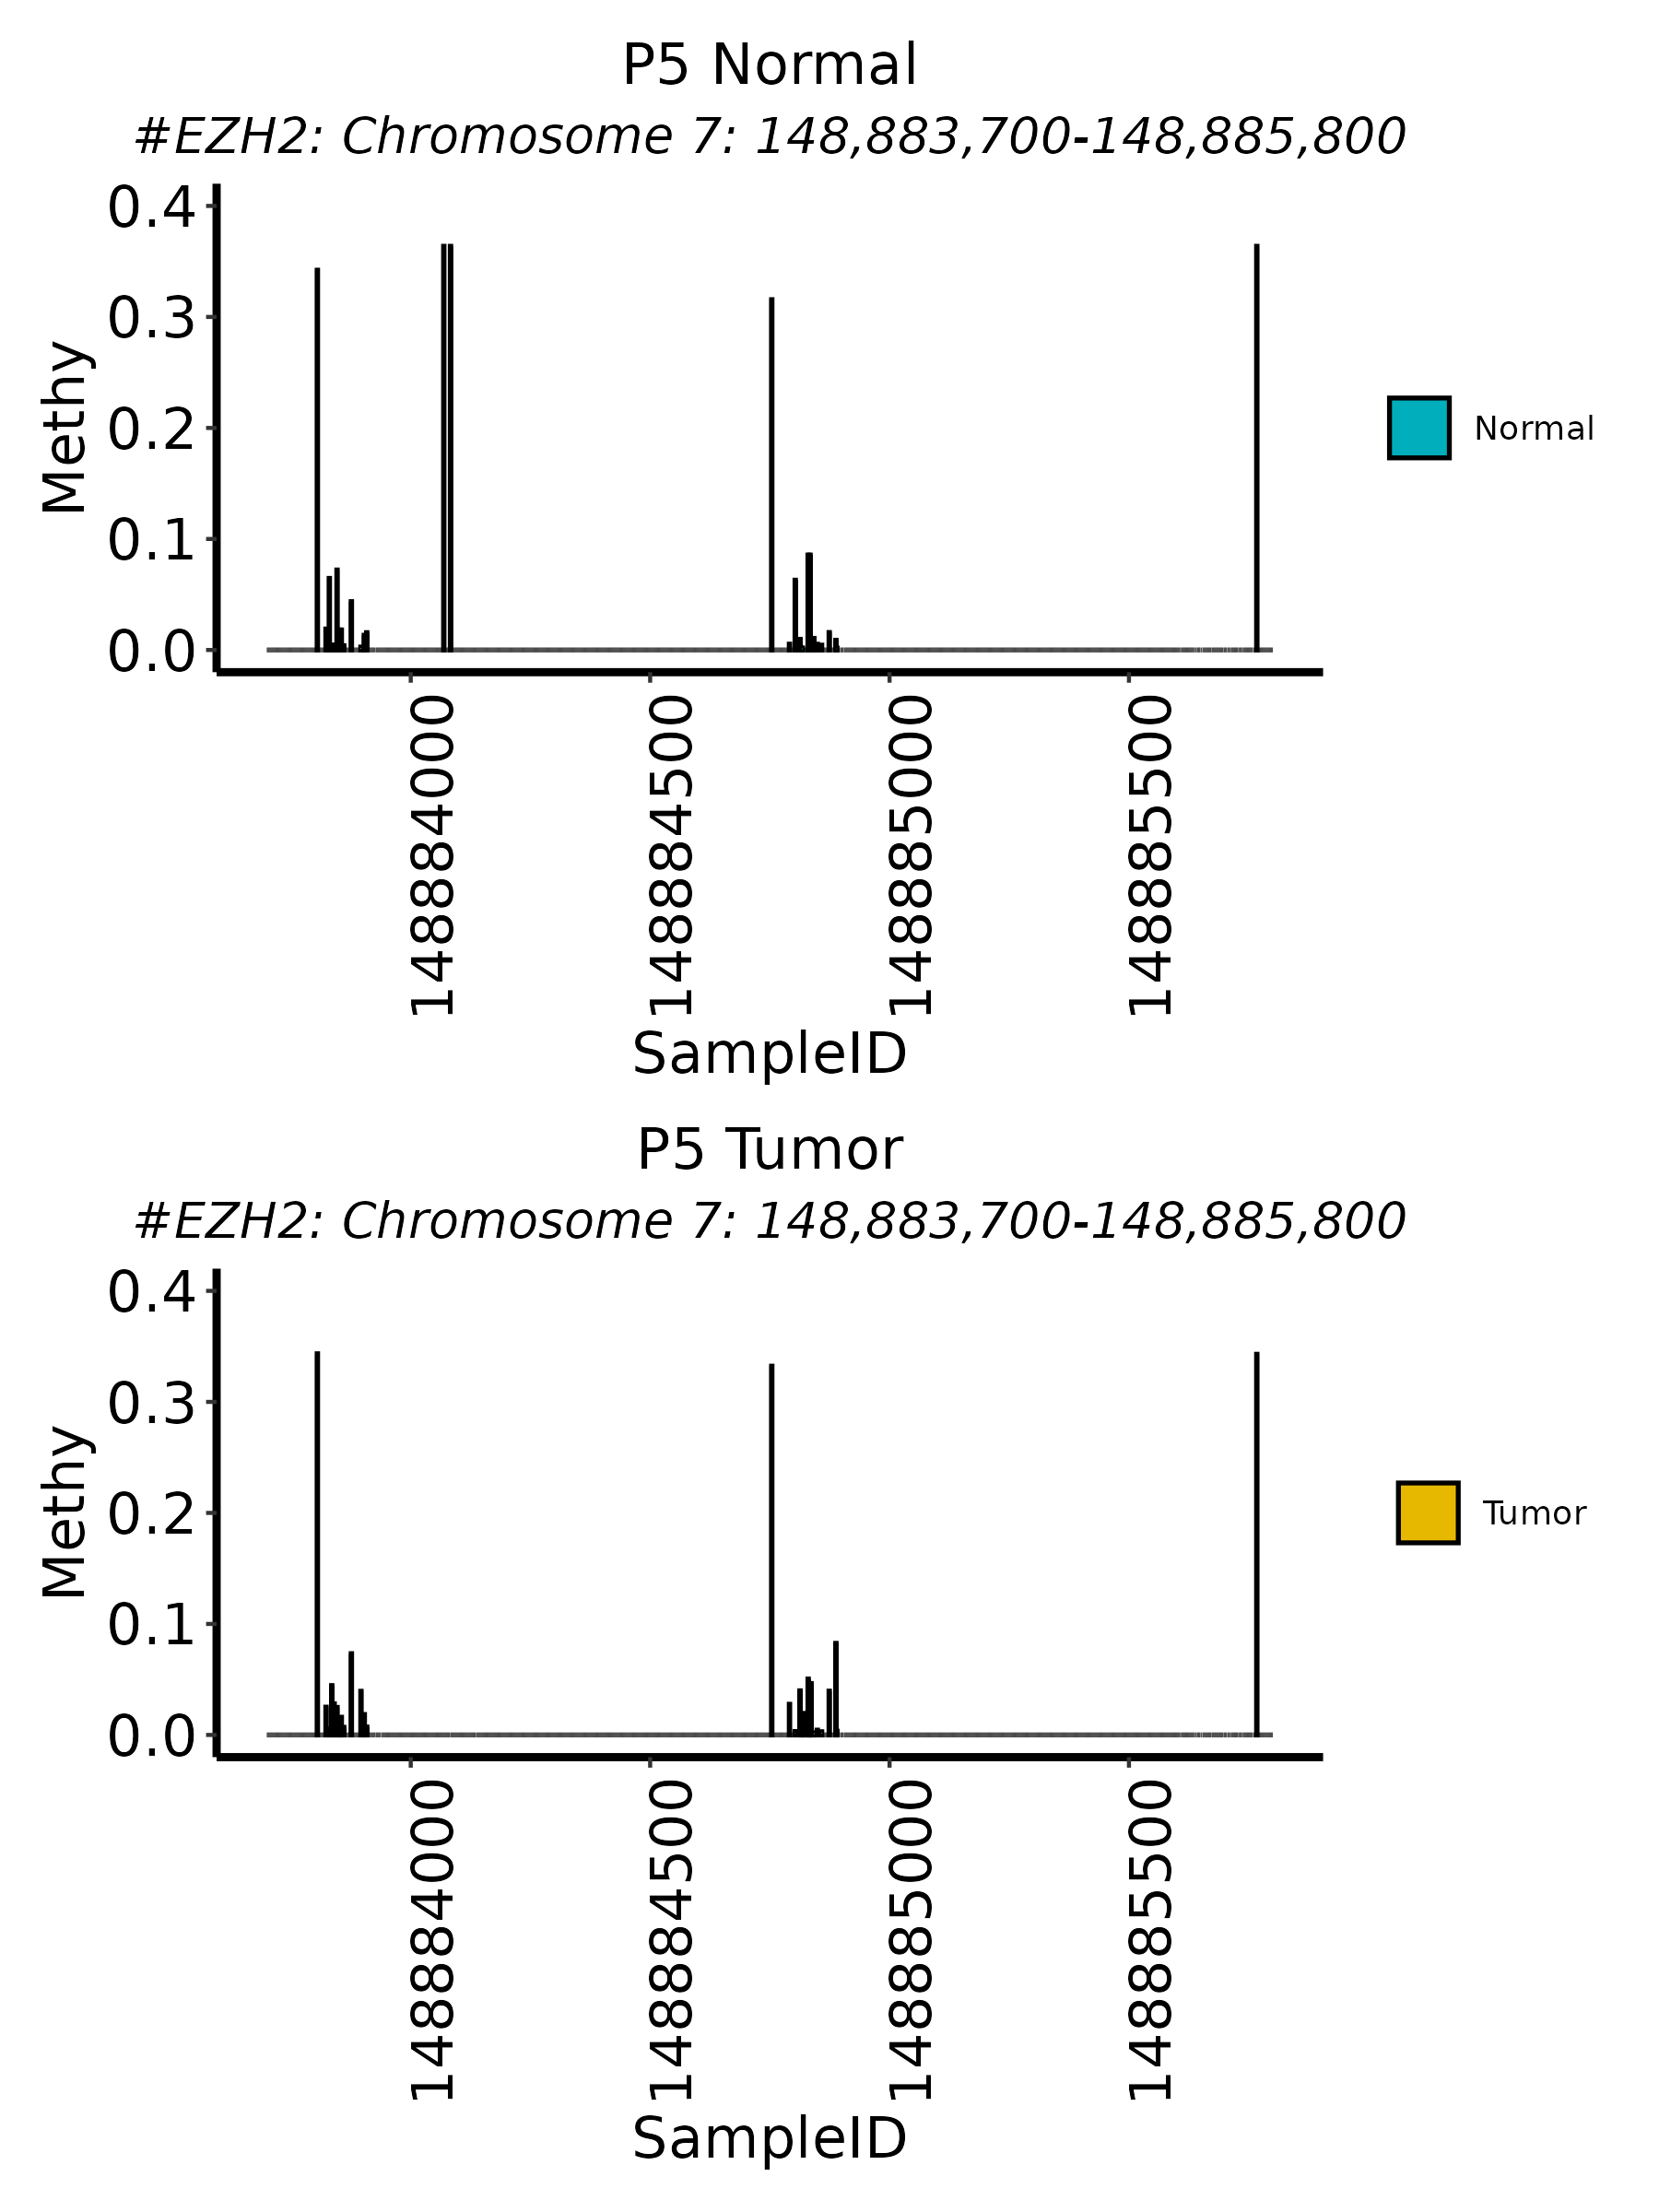 P5 Normal
#EZH2: Chromosome 7: 148,883,700-148,885,800
0.4
0.3
0.2
0.1
0.0
Methy
Normal
148884000
148884500
148885000
148885500
SampleID
P5 Tumor
#EZH2: Chromosome 7: 148,883,700-148,885,800
0.4
0.3
0.2
0.1
0.0
Methy
Tumor
148884000
148884500
148885000
148885500
SampleID